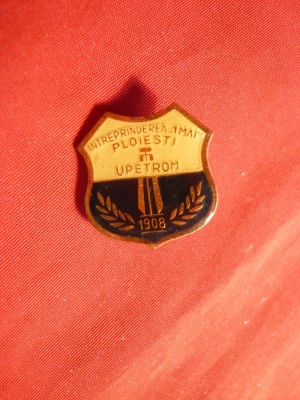 INTREPRINDEREA „1 MAI"
PLOIESTI
UPETROM
1908